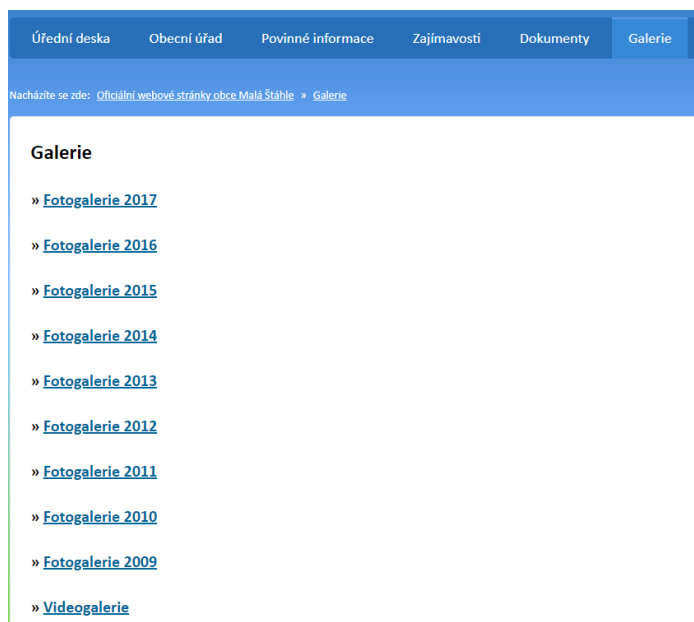 Úřední deska Obecní úřad Povinné informace Zajímavosti Dokumenty Galerie
Nacházíte se zde: Oficiální webové stránky obce Malá Štáhle » Galerie
Galerie
» Fotogalerie 2017
» Fotogalerie 2016
» Fotogalerie 2015
» Fotogalerie 2014
» Fotogalerie 2013
» Fotogalerie 2012
» Fotogalerie 2011
» Fotogalerie 2010
» Fotogalerie 2009
» Videogalerie